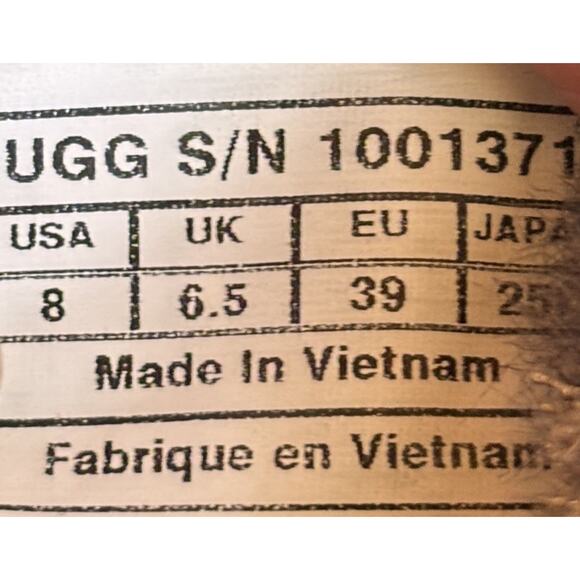 UGG S/N 1001371
USA UK EU JAPA
8 6.5 39 25
Made In Vietnam
Fabrique en Vietnam